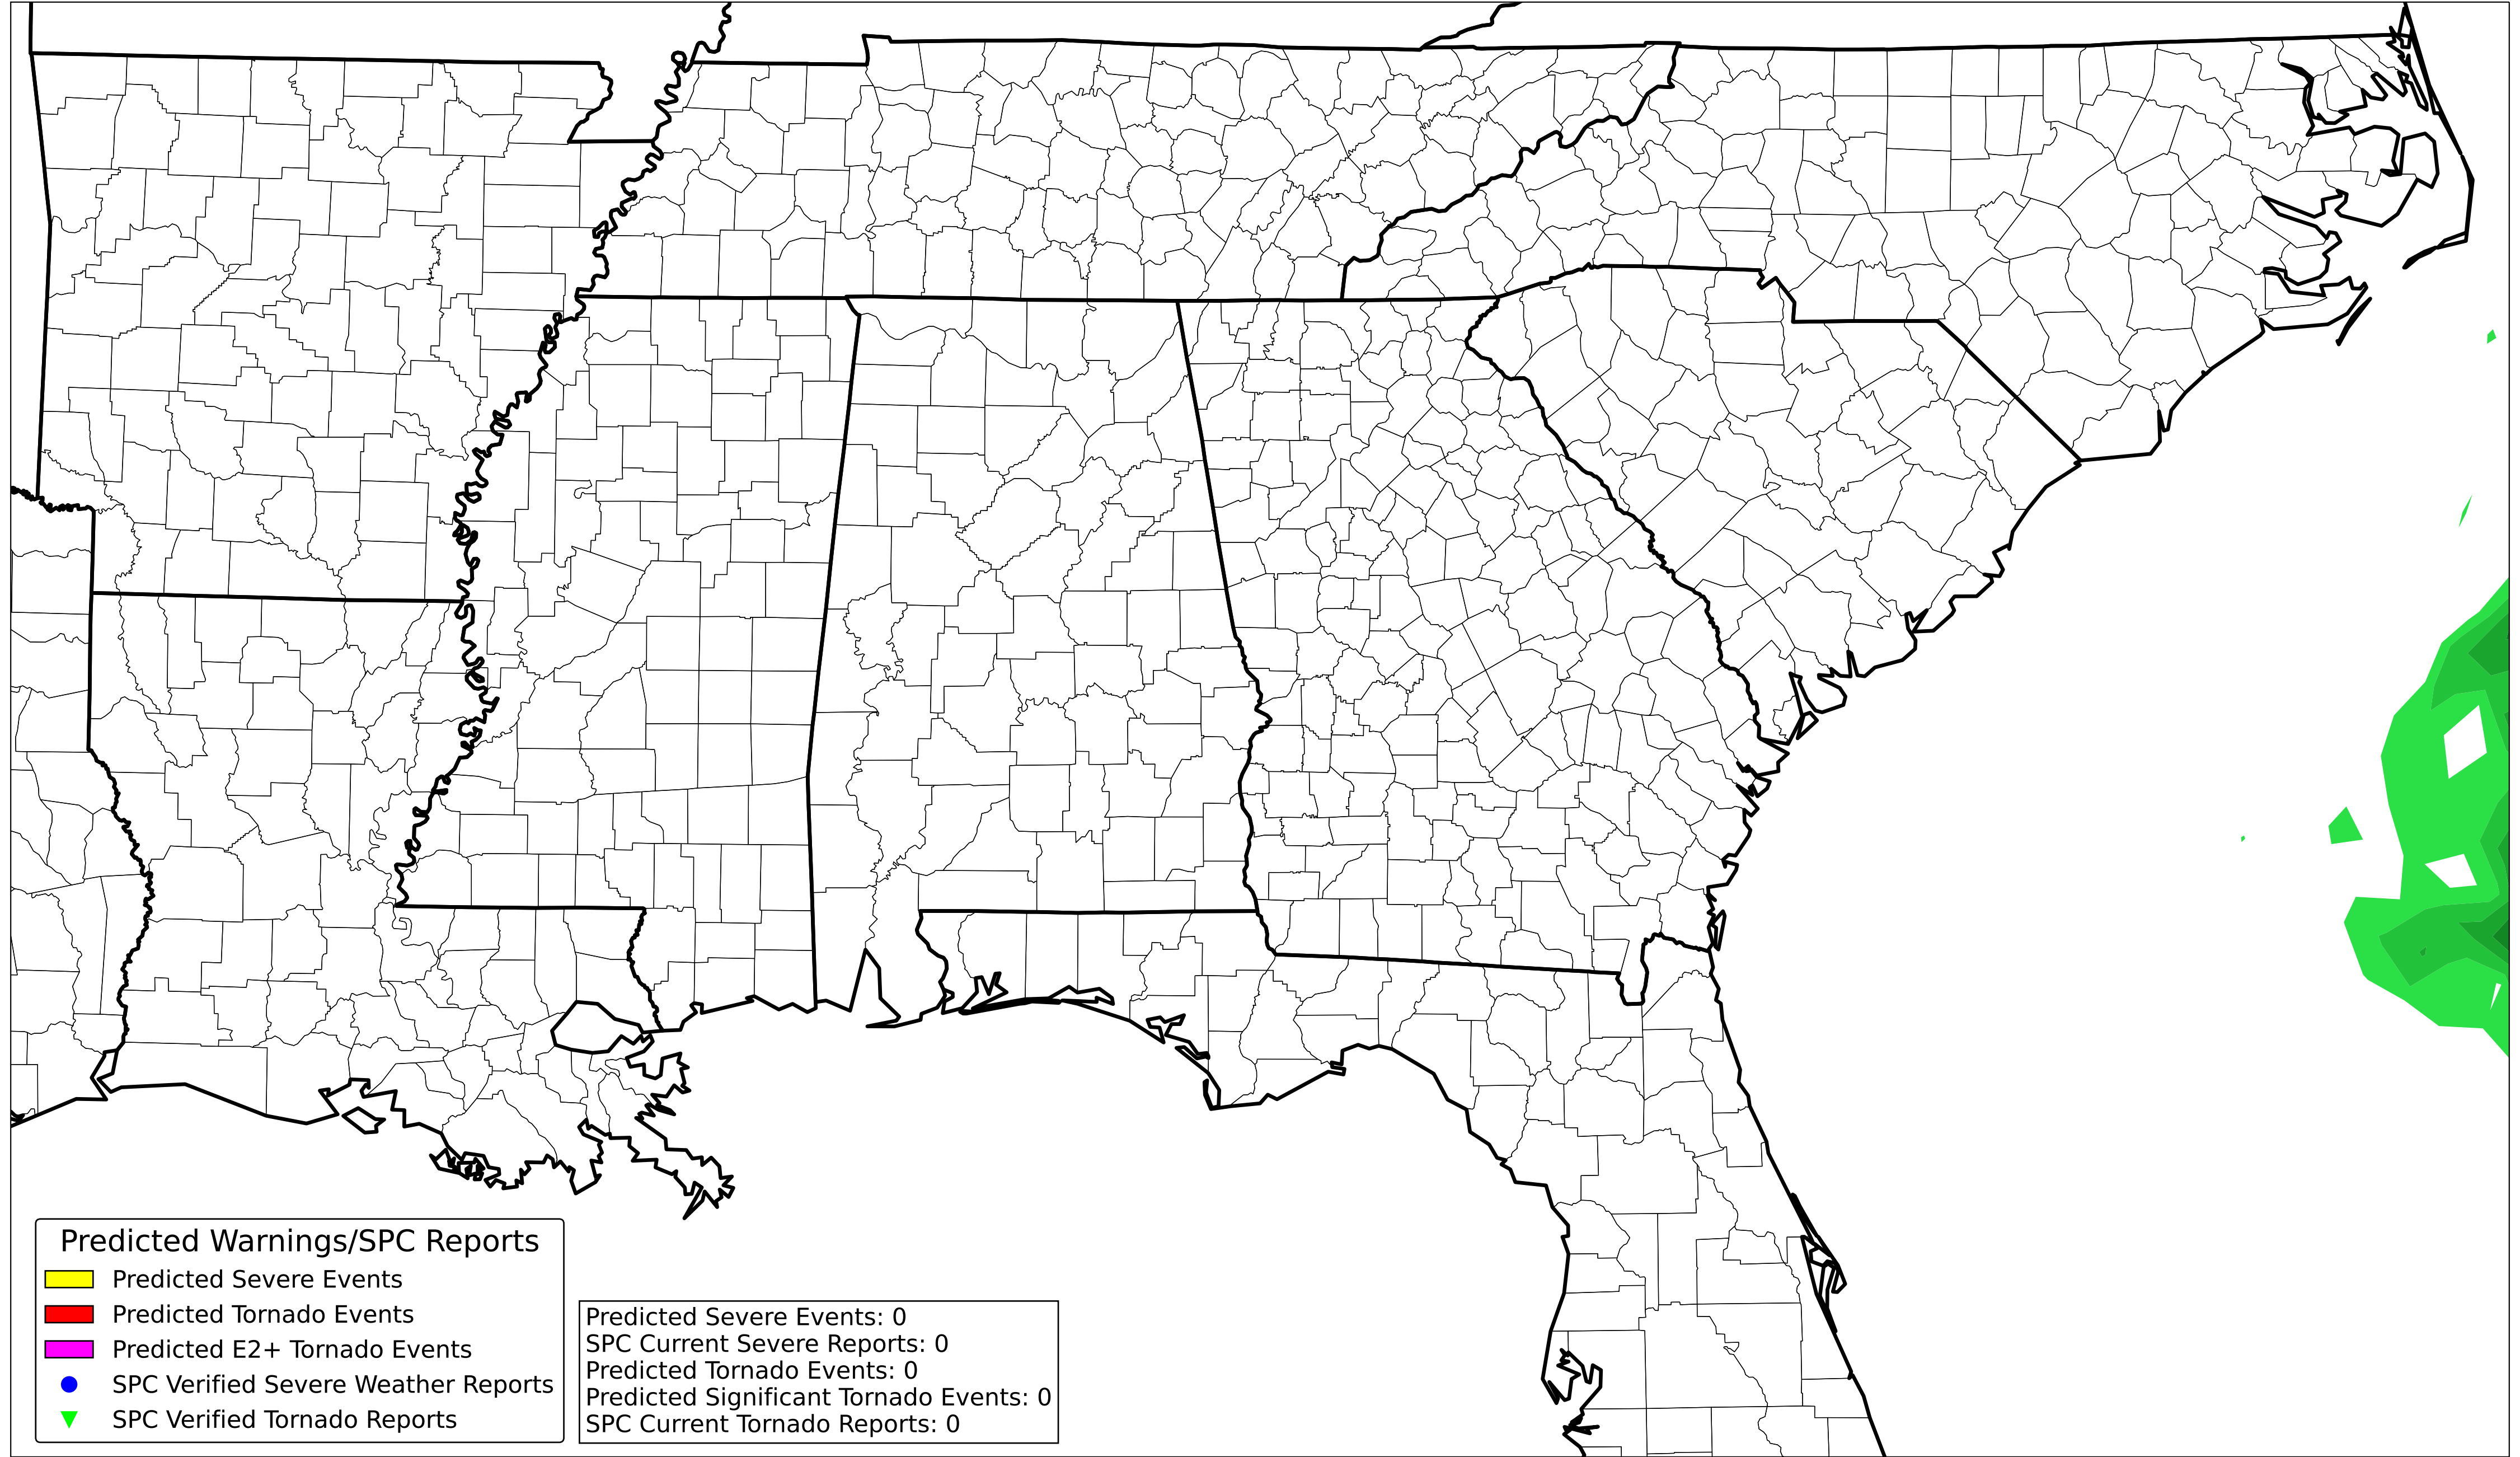 Predicted Warnings/SPC Reports
Predicted Severe Events
Predicted Tornado Events
Predicted E2+ Tornado Events
SPC Verified Severe Weather Reports
SPC Verified Tornado Reports
Predicted Severe Events: 0
SPC Current Severe Reports: 0
Predicted Tornado Events: 0
Predicted Significant Tornado Events: 0
SPC Current Tornado Reports: 0